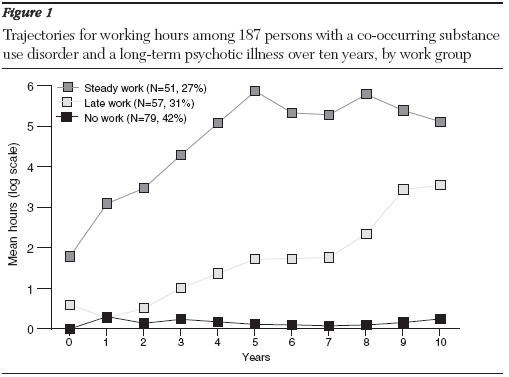 Figure 1
Trajectories for working hours among 187 persons with a co-occurring substance
use disorder and a long-term psychotic illness over ten years, by work group
6
5
4
3
2
1
0
Mean hours (log scale)
Steady work (N=51, 27%)
Late work (N=57, 31%)
No work (N=79, 42%)
0 1 2 3 4 5 6 7 8 9 10
Years